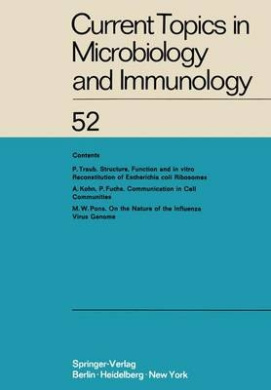 Current Topics in
Microbiology
and Immunology
52
Contents
P. Traub. Structure, Function and in vitro
Reconstitution of Escherichia coli Ribosomes
A. Kohn, P. Fuchs. Communication in Cell
Communities
M. W. Pons. On the Nature of the Influenza
Virus Genome
Springer-Verlag
Berlin · Heidelberg · New York